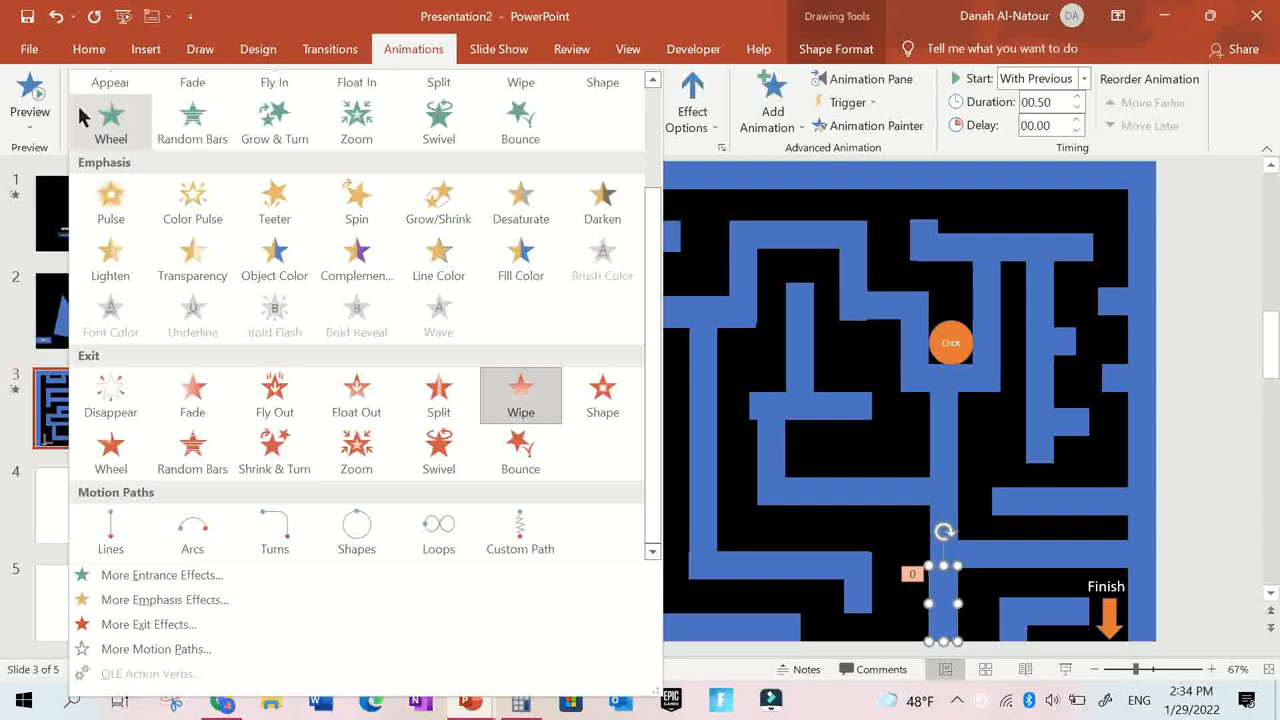 Presentation2 - PowerPoint
Drawing Tools
Danah Al-Natour
DA
File
Home
Insert
Draw
Design
Transitions
Animations
Slide Show
Review
View
Developer
Help
Shape Format
Tell me what you want to do
Share
Preview
Preview
Appear
Fade
Fly In
Float In
Split
Wipe
Shape
Wheel
Random Bars
Grow & Turn
Zoom
Swivel
Bounce
Emphasis
Pulse
Color Pulse
Teeter
Spin
Grow/Shrink
Desaturate
Darken
Lighten
Transparency
Object Color
Complemen...
Line Color
Fill Color
Brush Color
Font Color
Underline
Bold Flash
Bold Reveal
Wave
Exit
Disappear
Fade
Fly Out
Float Out
Split
Wipe
Shape
Wheel
Random Bars
Shrink & Turn
Zoom
Swivel
Bounce
Motion Paths
Lines
Arcs
Turns
Shapes
Loops
Custom Path
More Entrance Effects...
More Emphasis Effects...
More Exit Effects...
More Motion Paths...
OLE Action Verbs...
Effect
Options
Add
Animation
Animation Pane
Trigger
Animation Painter
Advanced Animation
Start: With Previous
Duration: 00.50
Delay: 00.00
Timing
Reorder Animation
Move Earlier
Move Later
1
2
3
4
5
Click
0
Finish
Slide 3 of 5
Notes
Comments
67%
EPIC
GAMES
48°F
ENG
2:34 PM
1/29/2022